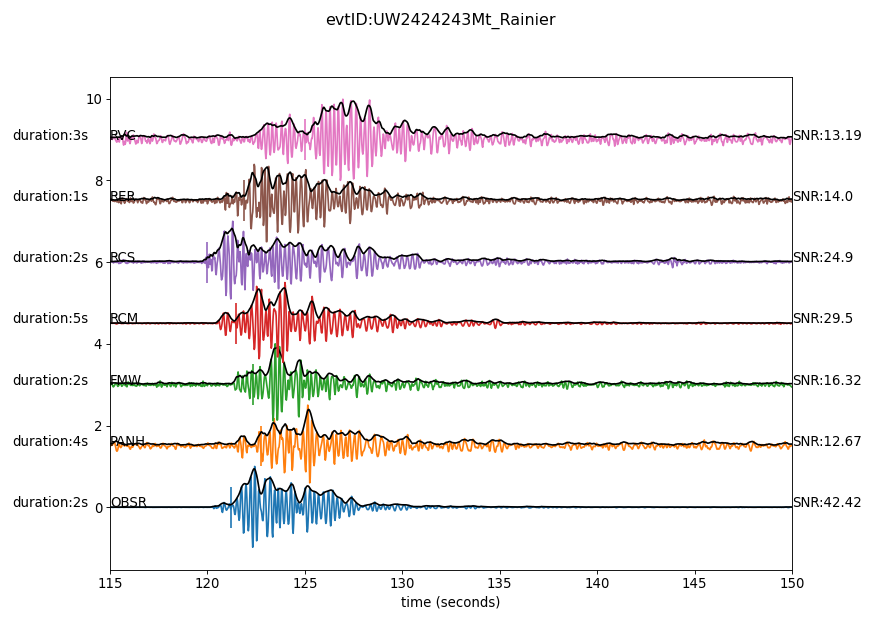 evtID:UW2424243Mt_Rainier
10
duration:3s RVC SNR:13.19
8
duration:1s RER SNR:14.0
duration:2s RCS SNR:24.9
6
duration:5s RCM SNR:29.5
4
duration:2s FMW SNR:16.32
2
duration:4s PANH SNR:12.67
duration:2s OBSR SNR:42.42
0
115 120 125 130 135 140 145 150
time (seconds)